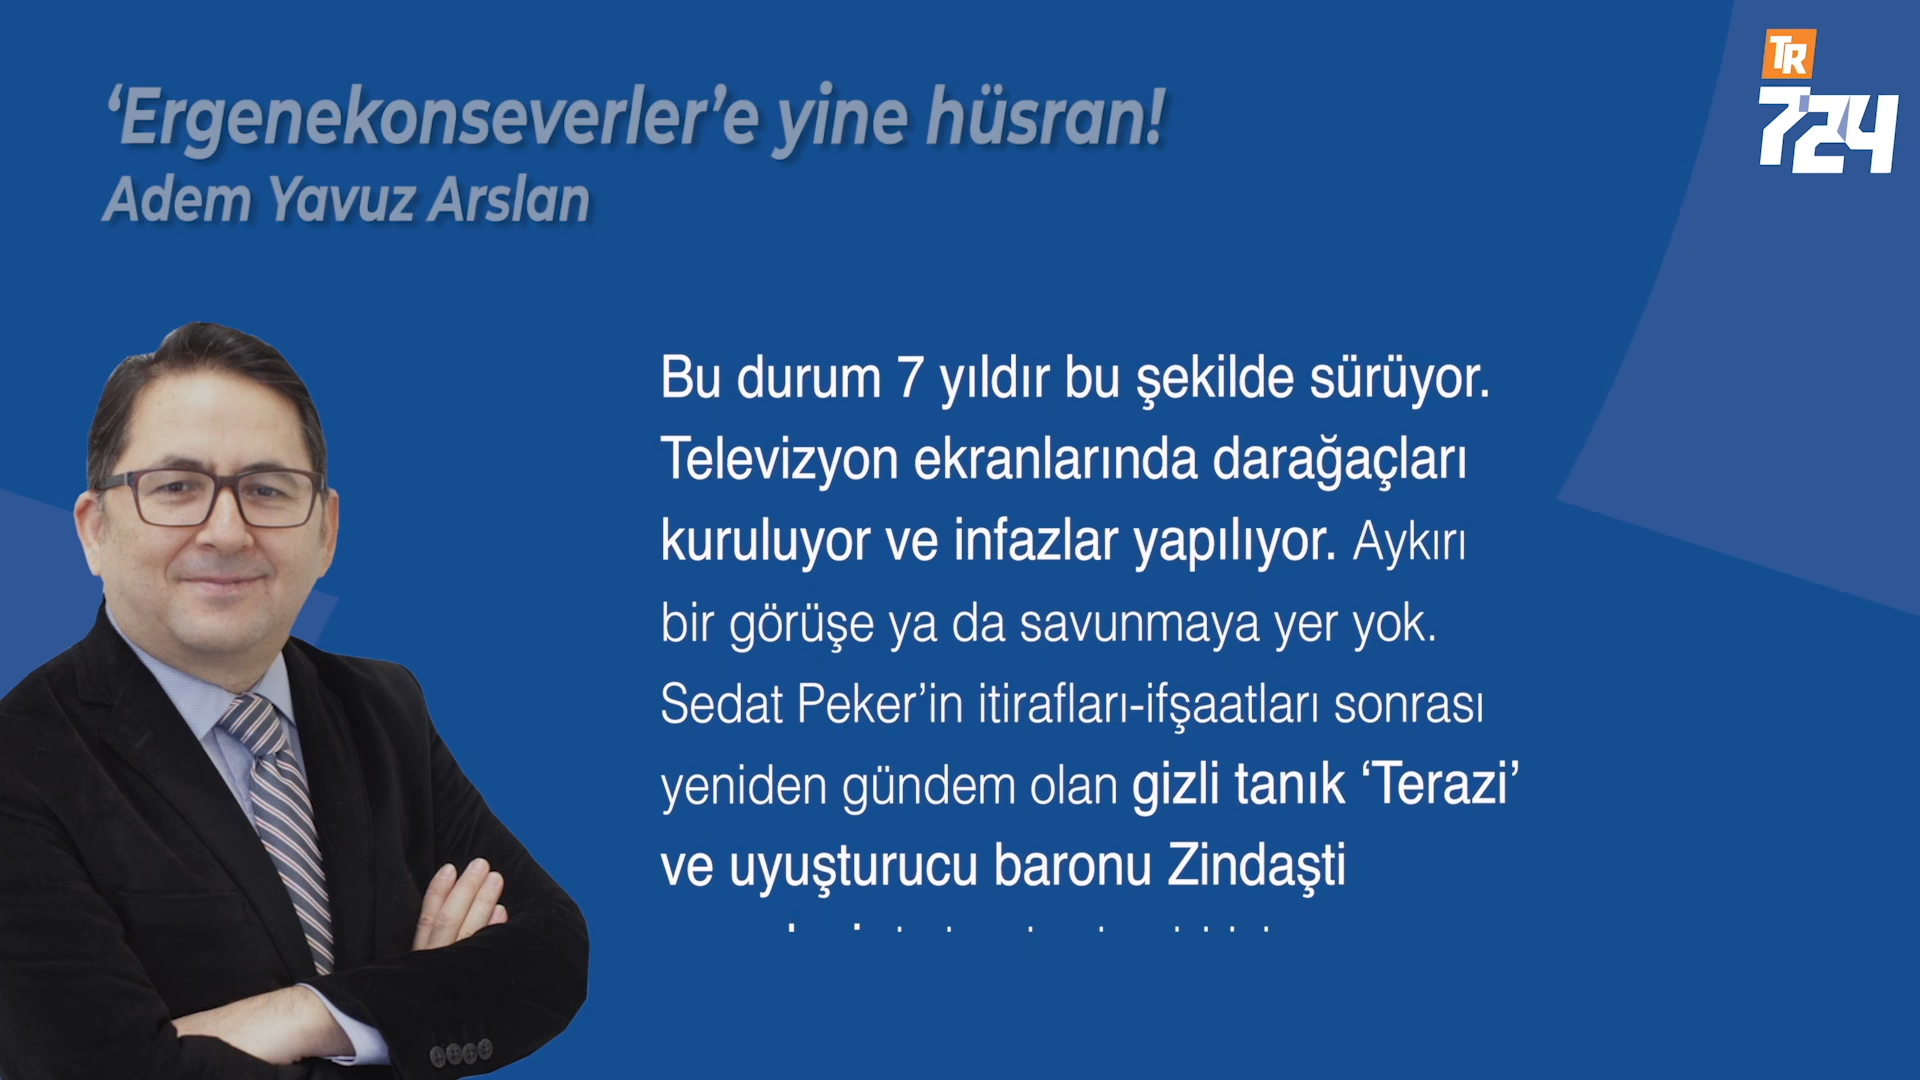 ‘Ergenekonseverler’e yine hüsran!
Adem Yavuz Arslan
TR
724
Bu durum 7 yıldır bu şekilde sürüyor.
Televizyon ekranlarında darağaçları
kuruluyor ve infazlar yapılıyor. Aykırı
bir görüşe ya da savunmaya yer yok.
Sedat Peker’in itirafları-ifşaatları sonrası
yeniden gündem olan gizli tanık ‘Terazi’
ve uyuşturucu baronu Zindaşti